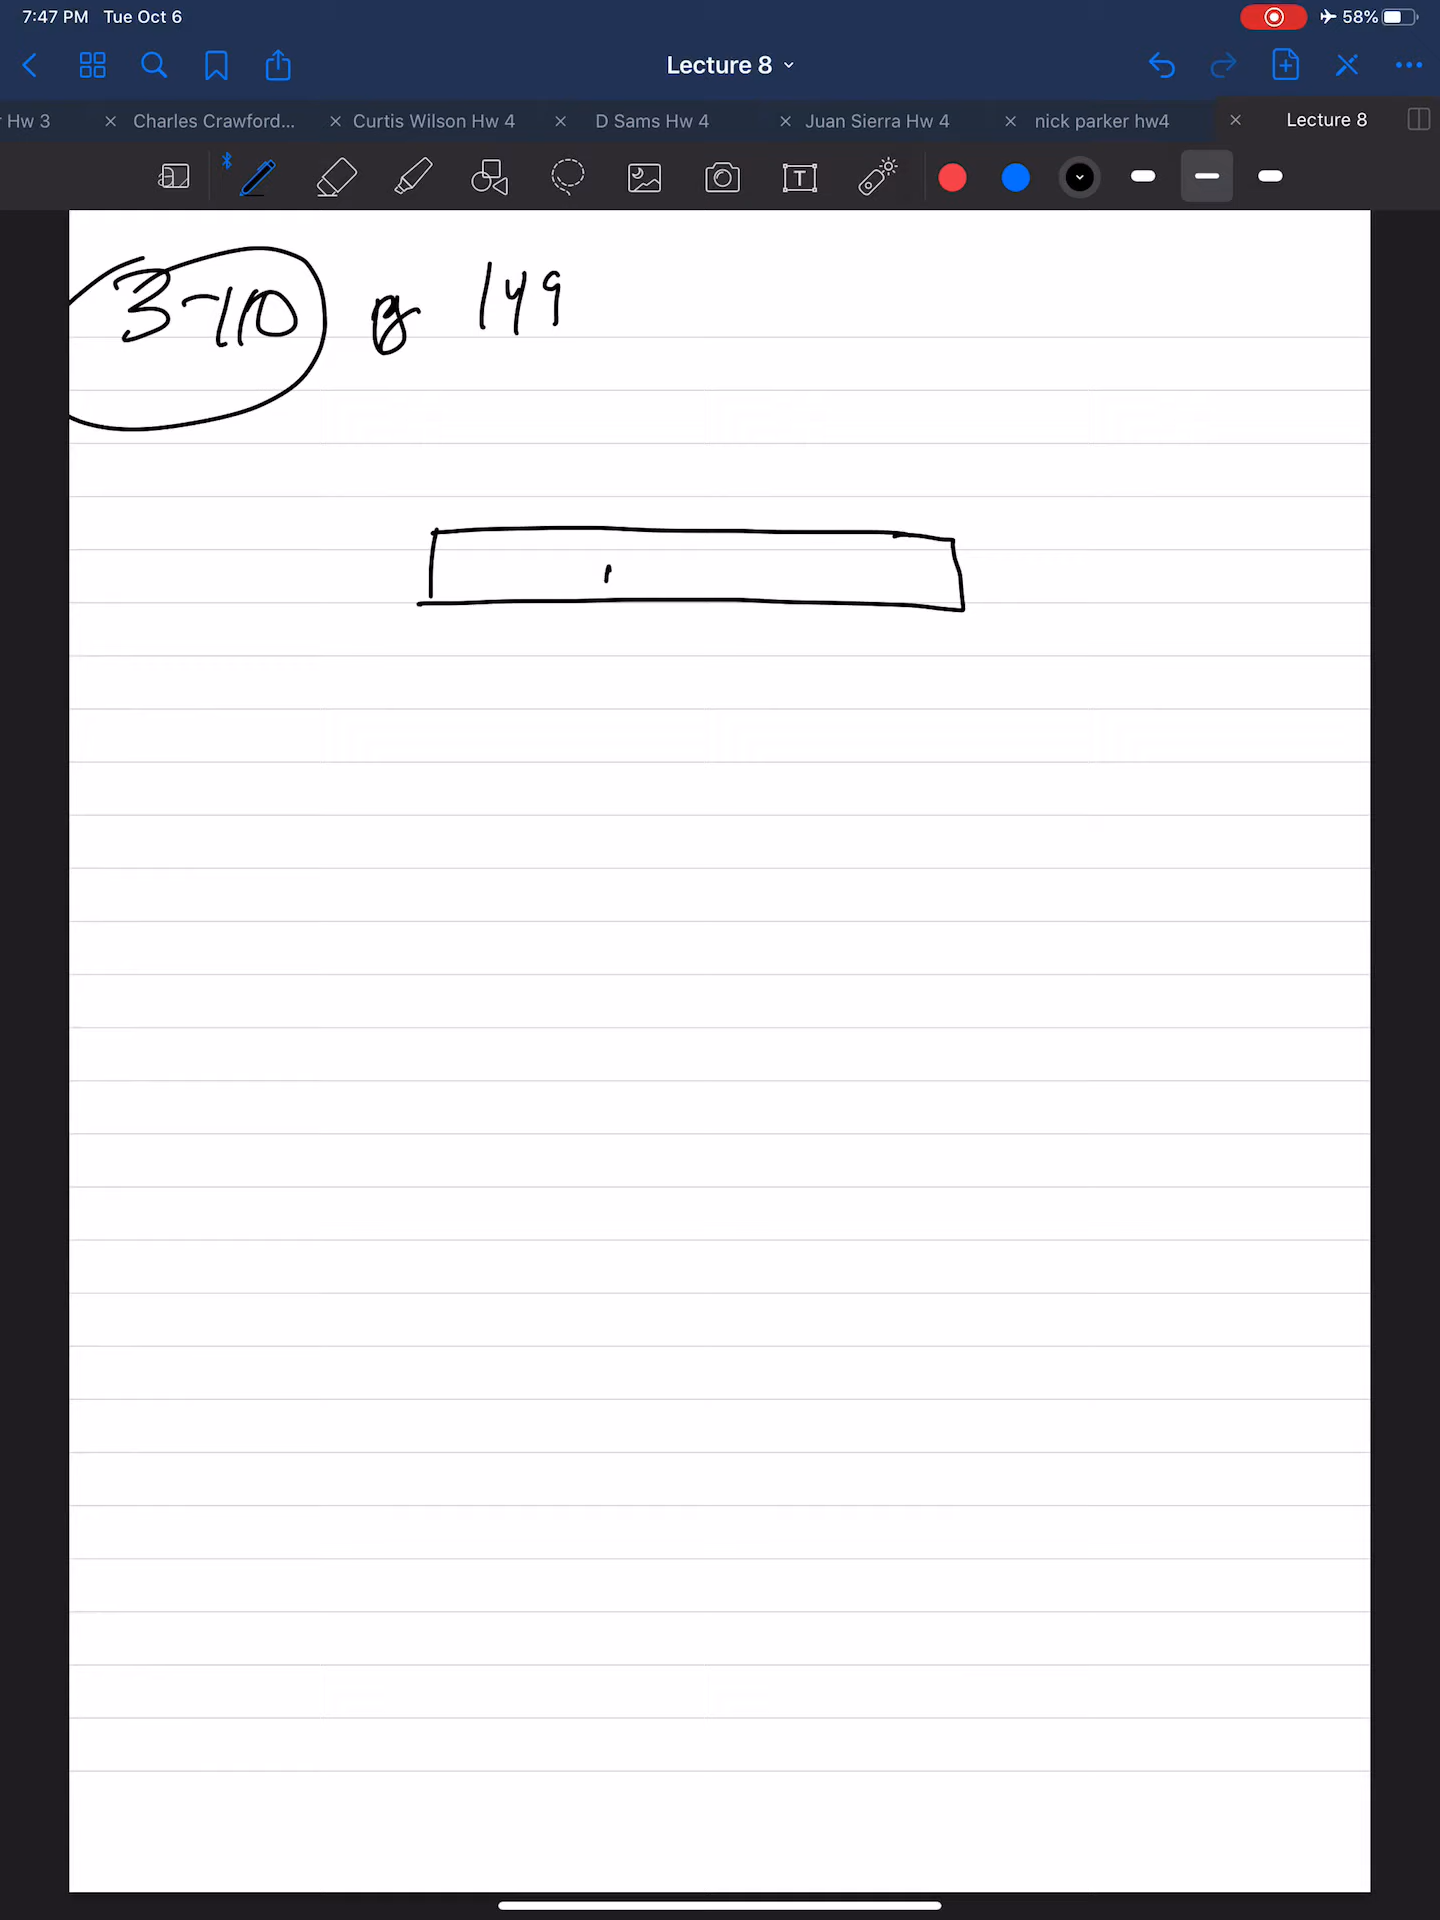 7:47 PM Tue Oct 6 58%
Lecture 8
Hw 3 Charles Crawford... Curtis Wilson Hw 4 D Sams Hw 4 Juan Sierra Hw 4 nick parker hw4 Lecture 8
T
3-110 149